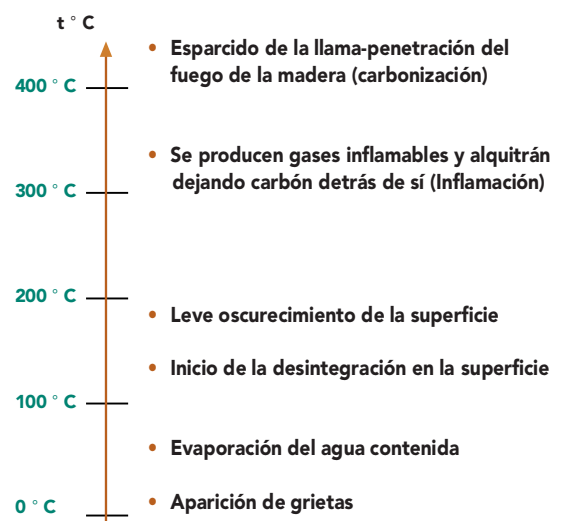 t ° C
• Esparcido de la llama-penetración del
fuego de la madera (carbonización)
400 ° C
• Se producen gases inflamables y alquitrán
dejando carbón detrás de sí (Inflamación)
300 ° C
200 ° C
• Leve oscurecimiento de la superficie
• Inicio de la desintegración en la superficie
100 ° C
• Evaporación del agua contenida
• Aparición de grietas
0 ° C